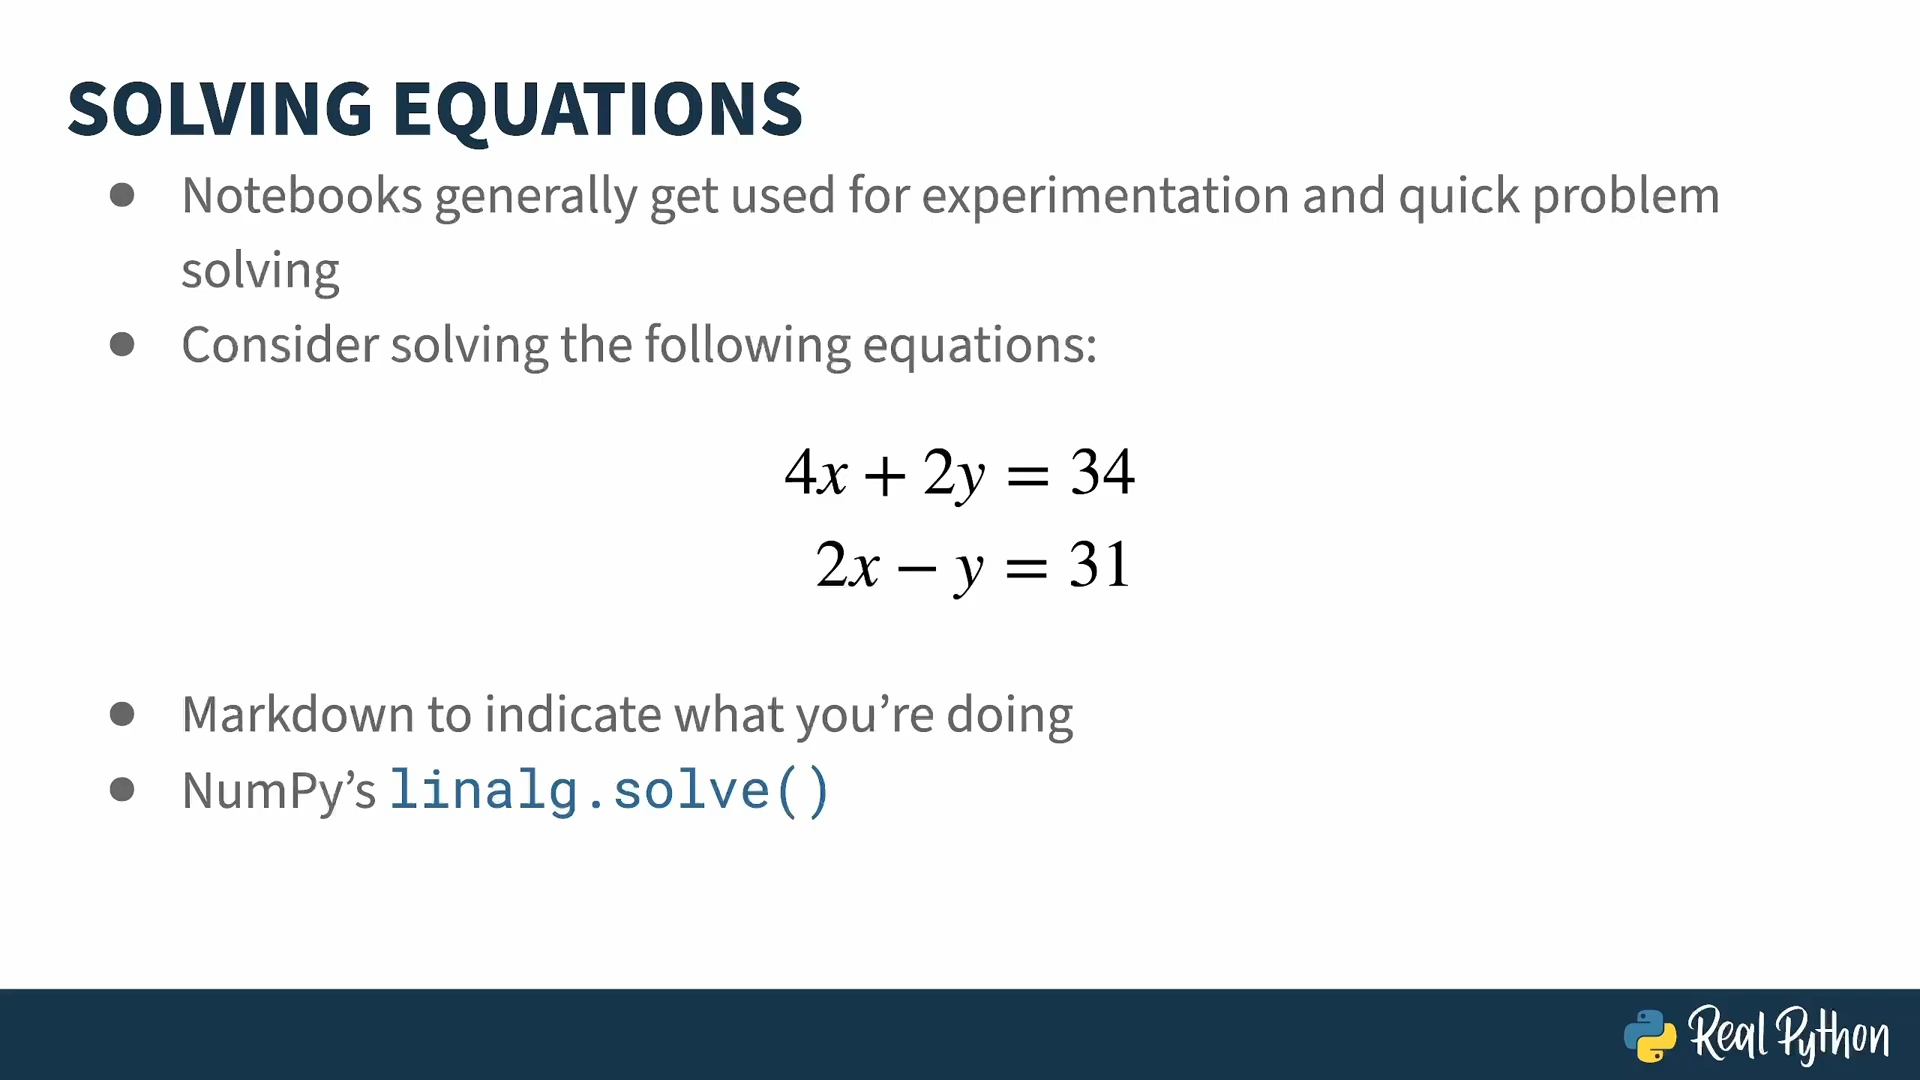 SOLVING EQUATIONS
● Notebooks generally get used for experimentation and quick problem
solving
● Consider solving the following equations:
4x + 2y = 34
2x − y = 31
● Markdown to indicate what you’re doing
● NumPy’s linalg.solve()
Real Python